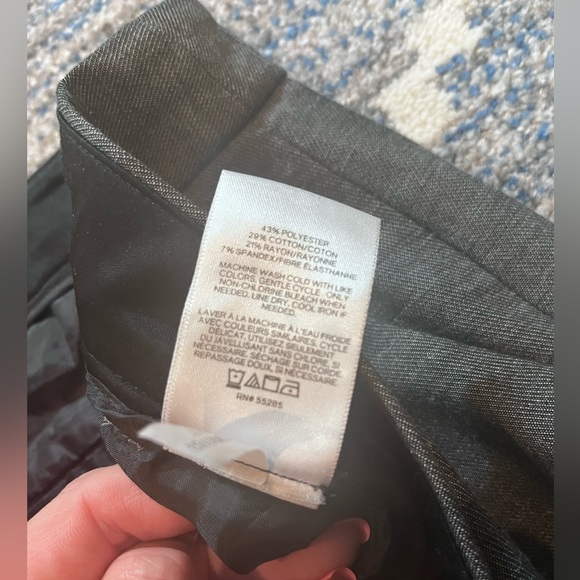 43% POLYESTER
29% COTTON/COTON
21% RAYON/RAYONNE
7% SPANDEX/FIBRE ÉLASTHANNE
MACHINE WASH COLD WITH LIKE
COLORS, GENTLE CYCLE. ONLY
NON-CHLORINE BLEACH WHEN
NEEDED. LINE DRY. COOL IRON IF
NEEDED.
LAVER À LA MACHINE À L'EAU FROIDE
AVEC COULEURS SIMILAIRES, CYCLE
DÉLICAT. UTILISEZ SEULEMENT
DU JAVELLISANT SANS CHLORE, SI
NÉCESSAIRE. SÉCHAGE SUR CORDE.
REPASSAGE DOUX, SI NÉCESSAIRE.
RN# 55285